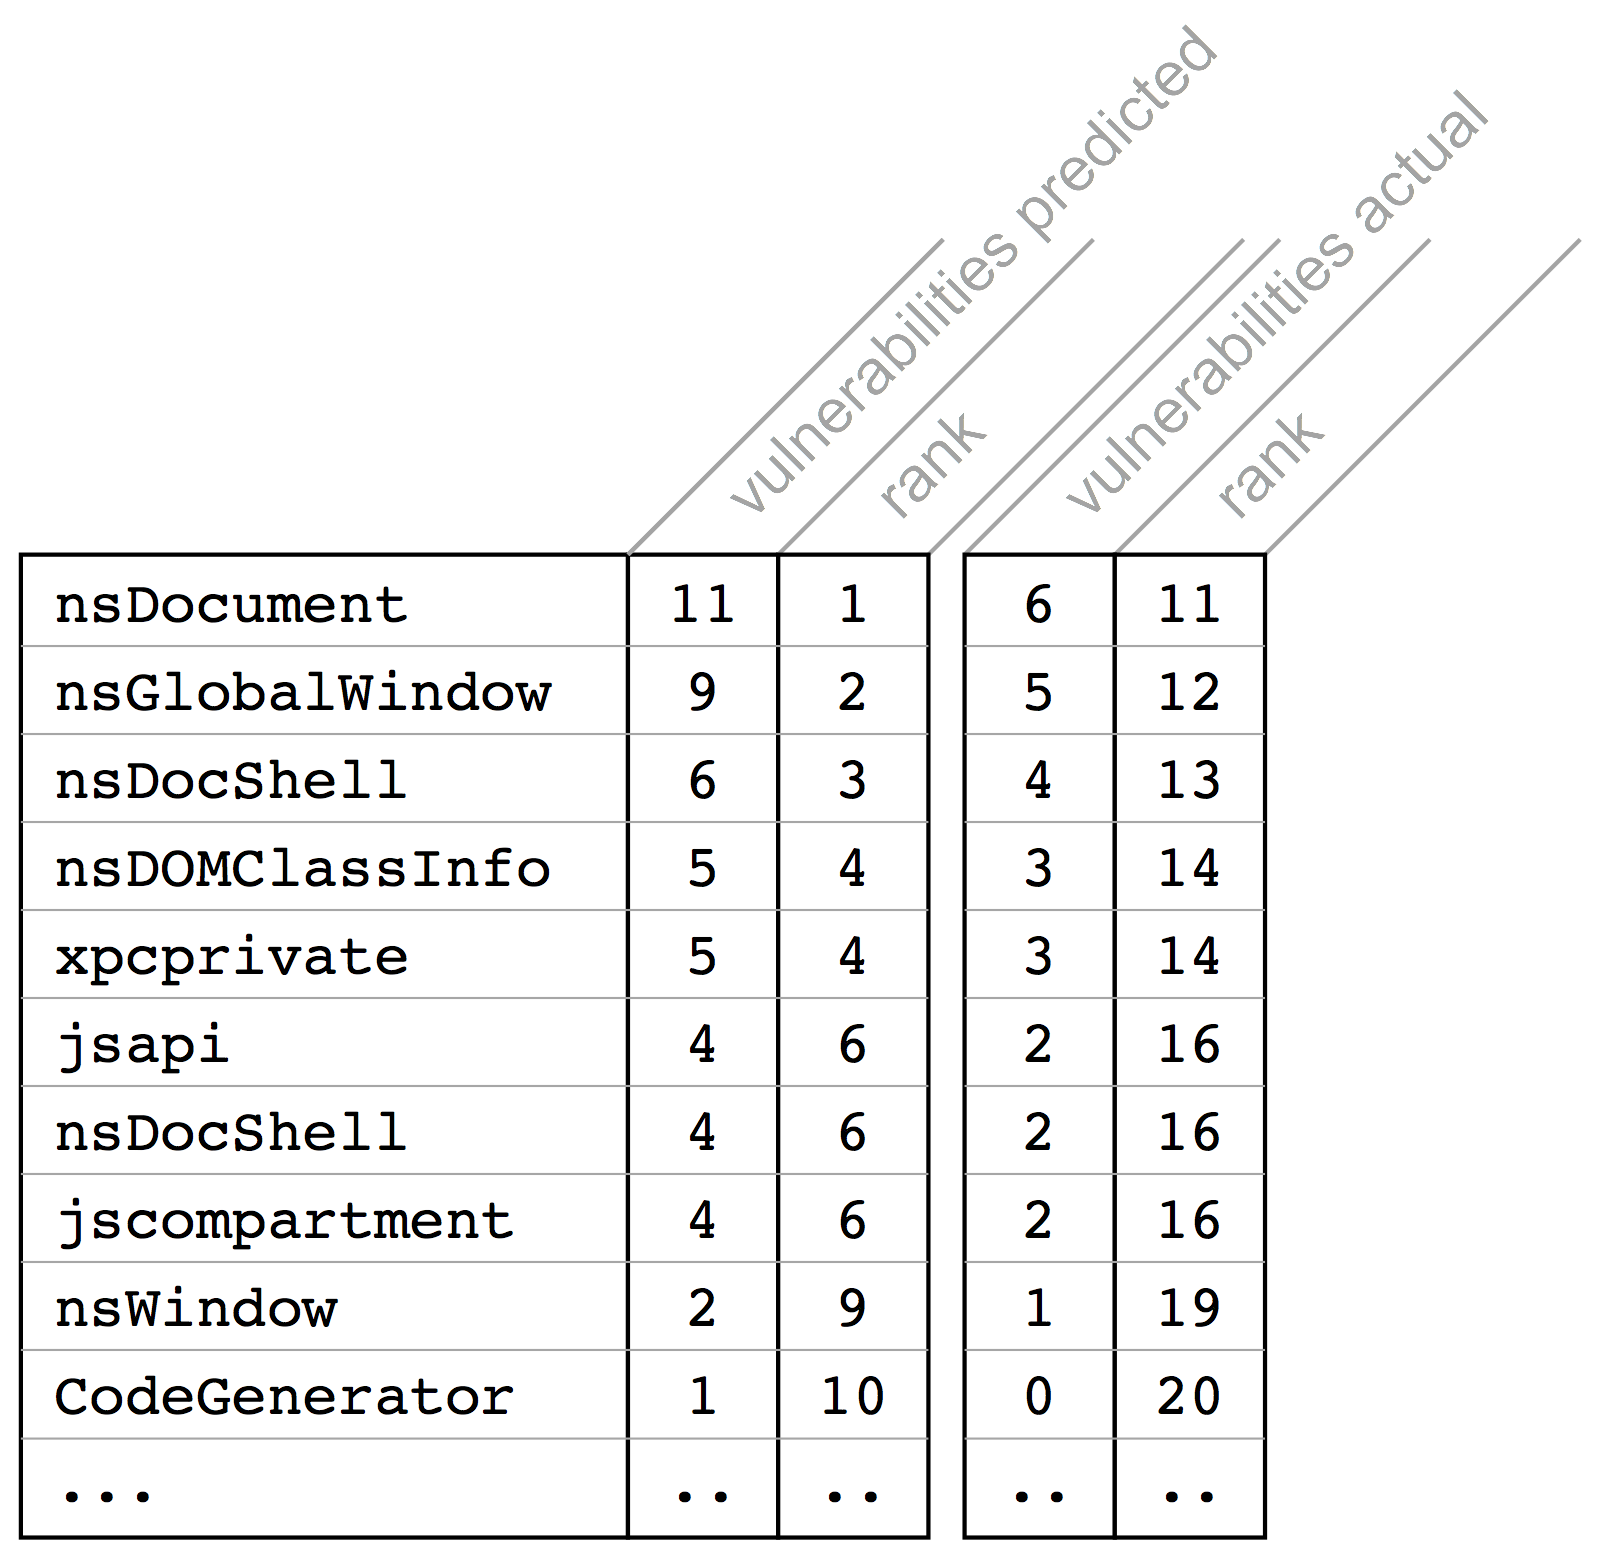 vulnerabilities predicted
rank
vulnerabilities actual
rank
nsDocument 11 1 6 11
nsGlobalWindow 9 2 5 12
nsDocShell 6 3 4 13
nsDOMClassInfo 5 4 3 14
xpcprivate 5 4 3 14
jsapi 4 6 2 16
nsDocShell 4 6 2 16
jscompartment 4 6 2 16
nsWindow 2 9 1 19
CodeGenerator 1 10 0 20
... .. .. .. ..